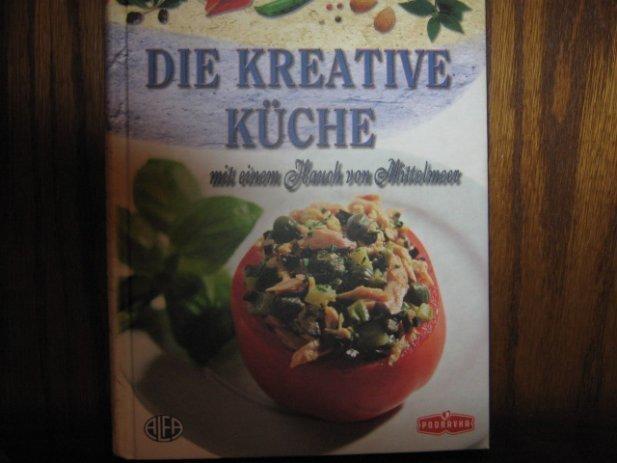 DIE KREATIVE
KÜCHE
mit einem Hauch von Mittelmeer
ALFA
PODRAVKA